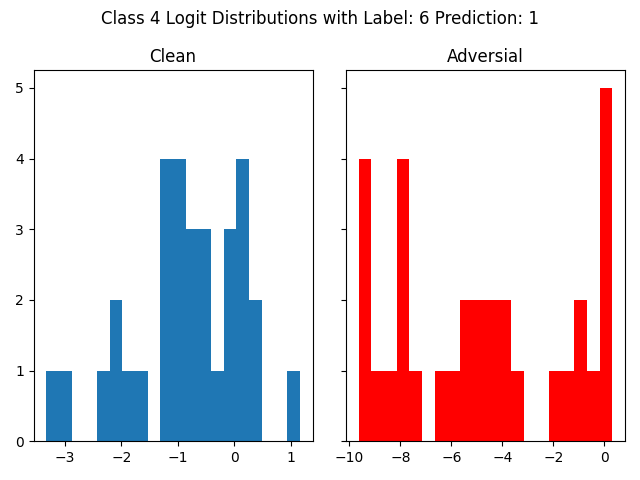 Class 4 Logit Distributions with Label: 6 Prediction: 1
Clean
Adversial
5
4
3
2
1
0
−3 −2 −1 0 1
−10 −8 −6 −4 −2 0